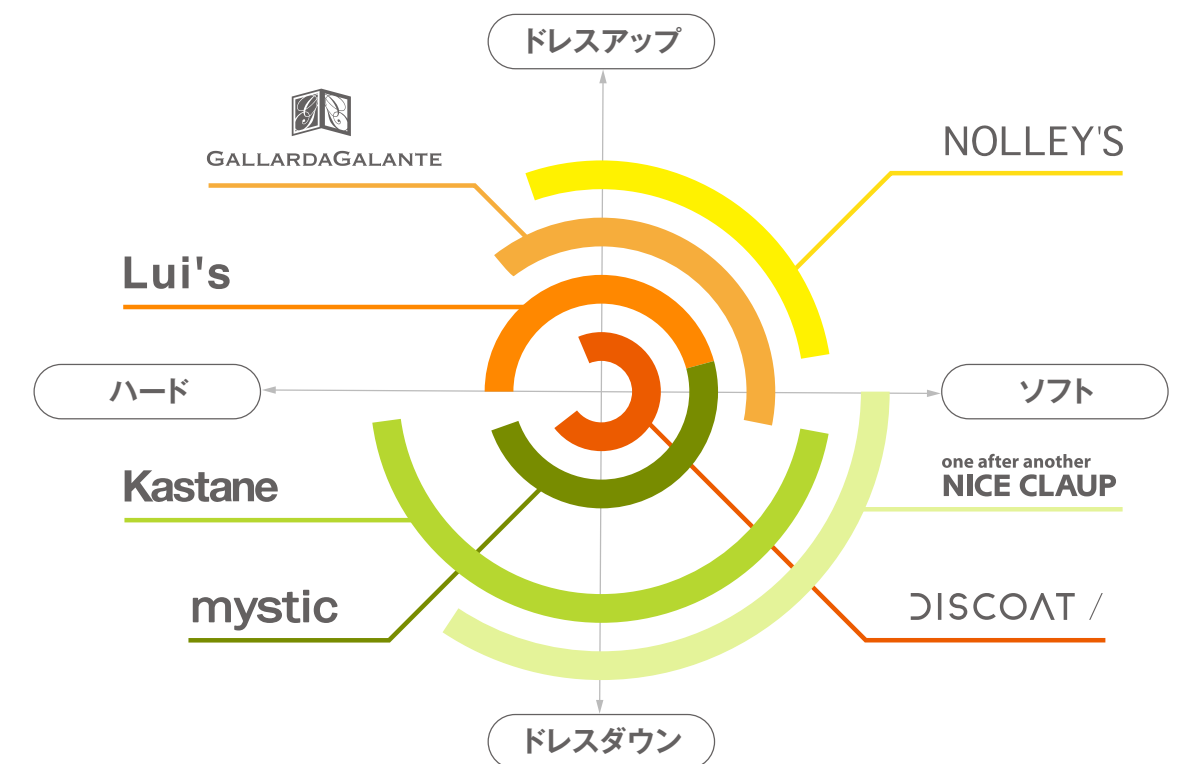 ドレスアップ
GALLARDAGALANTE
NOLLEY'S
Lui's
ハード
ソフト
Kastane
one after another
NICE CLAUP
mystic
DISCOAT /
ドレスダウン